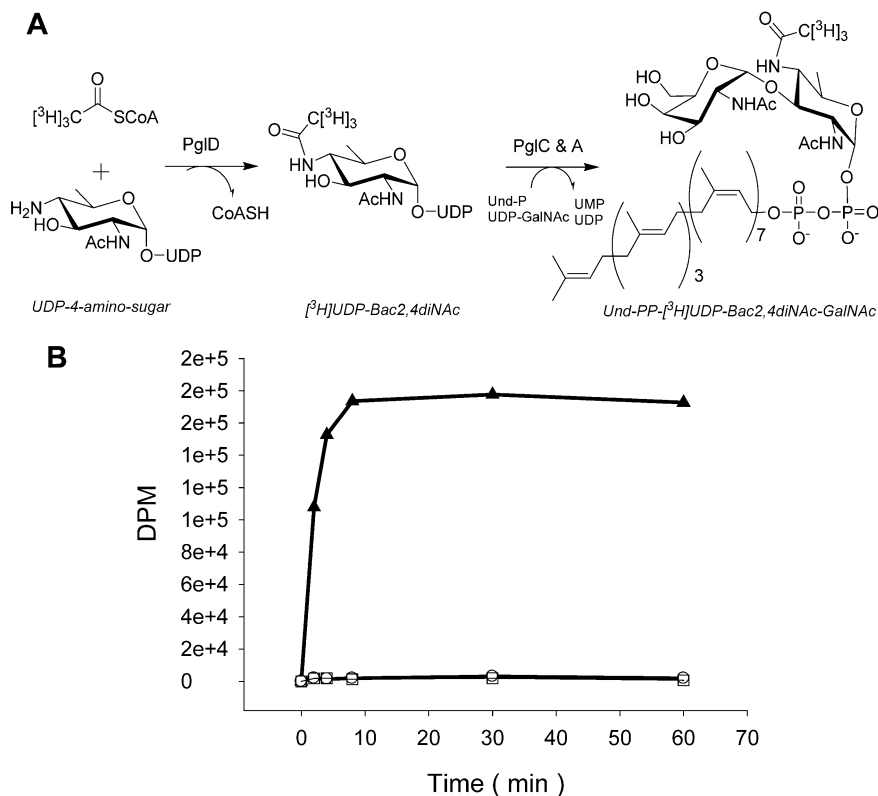 A
O
[³H]₃C
SCoA
+
H₂N
HO
AcHN
O
O–UDP
UDP-4-amino-sugar
PglD
CoASH
O
C[³H]₃
HN
HO
AcHN
O
O–UDP
[³H]UDP-Bac2,4diNAc
PglC & A
Und-P
UDP-GalNAc
UMP
UDP
O
C[³H]₃
HN
HO
HO
HO
O
NHAc
O
O
AcHN
O
O O
O–P–O–P=O
O⁻ O⁻
7
3
Und-PP-[³H]UDP-Bac2,4diNAc-GalNAc
B
2e+5
2e+5
2e+5
1e+5
1e+5
1e+5
8e+4
6e+4
4e+4
2e+4
0
DPM
0 10 20 30 40 50 60 70
Time ( min )